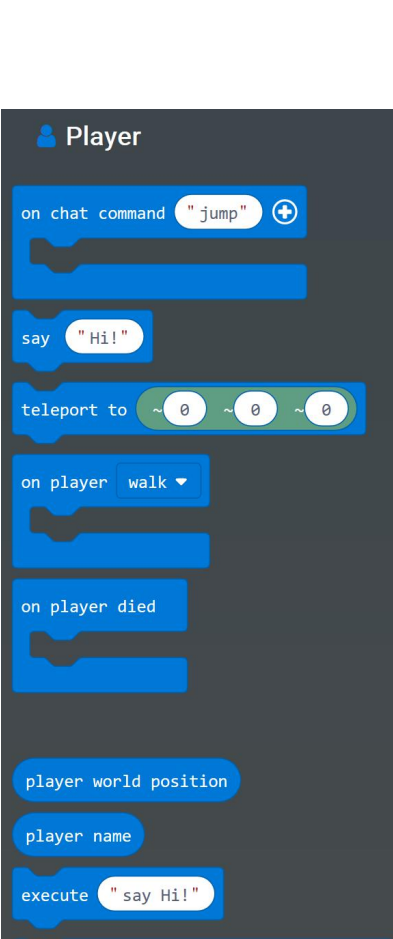 Player
on chat command "jump"
say "Hi!"
teleport to ~0 ~0 ~0
on player walk
on player died
player world position
player name
execute "say Hi!"